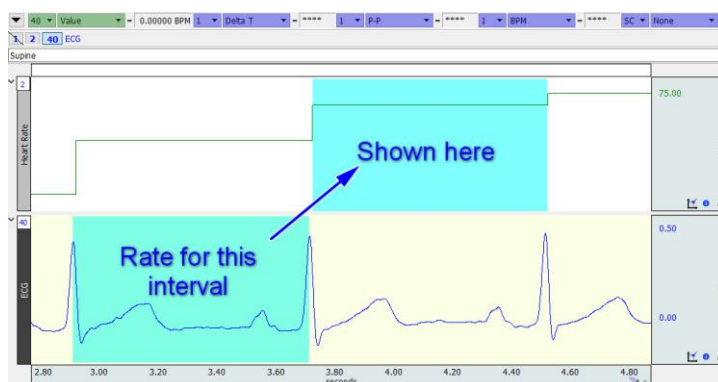 40 Value = 0.00000 BPM 1 Delta T = **** 1 P-P = **** 1 BPM = **** SC None
1 2 40 ECG
Supine
2
Heart Rate
75.00
Shown here
40
ECG
0.50
Rate for this
interval
0.00
2.80 3.00 3.20 3.40 3.60 3.80 4.00 4.20 4.40 4.60 4.80
seconds